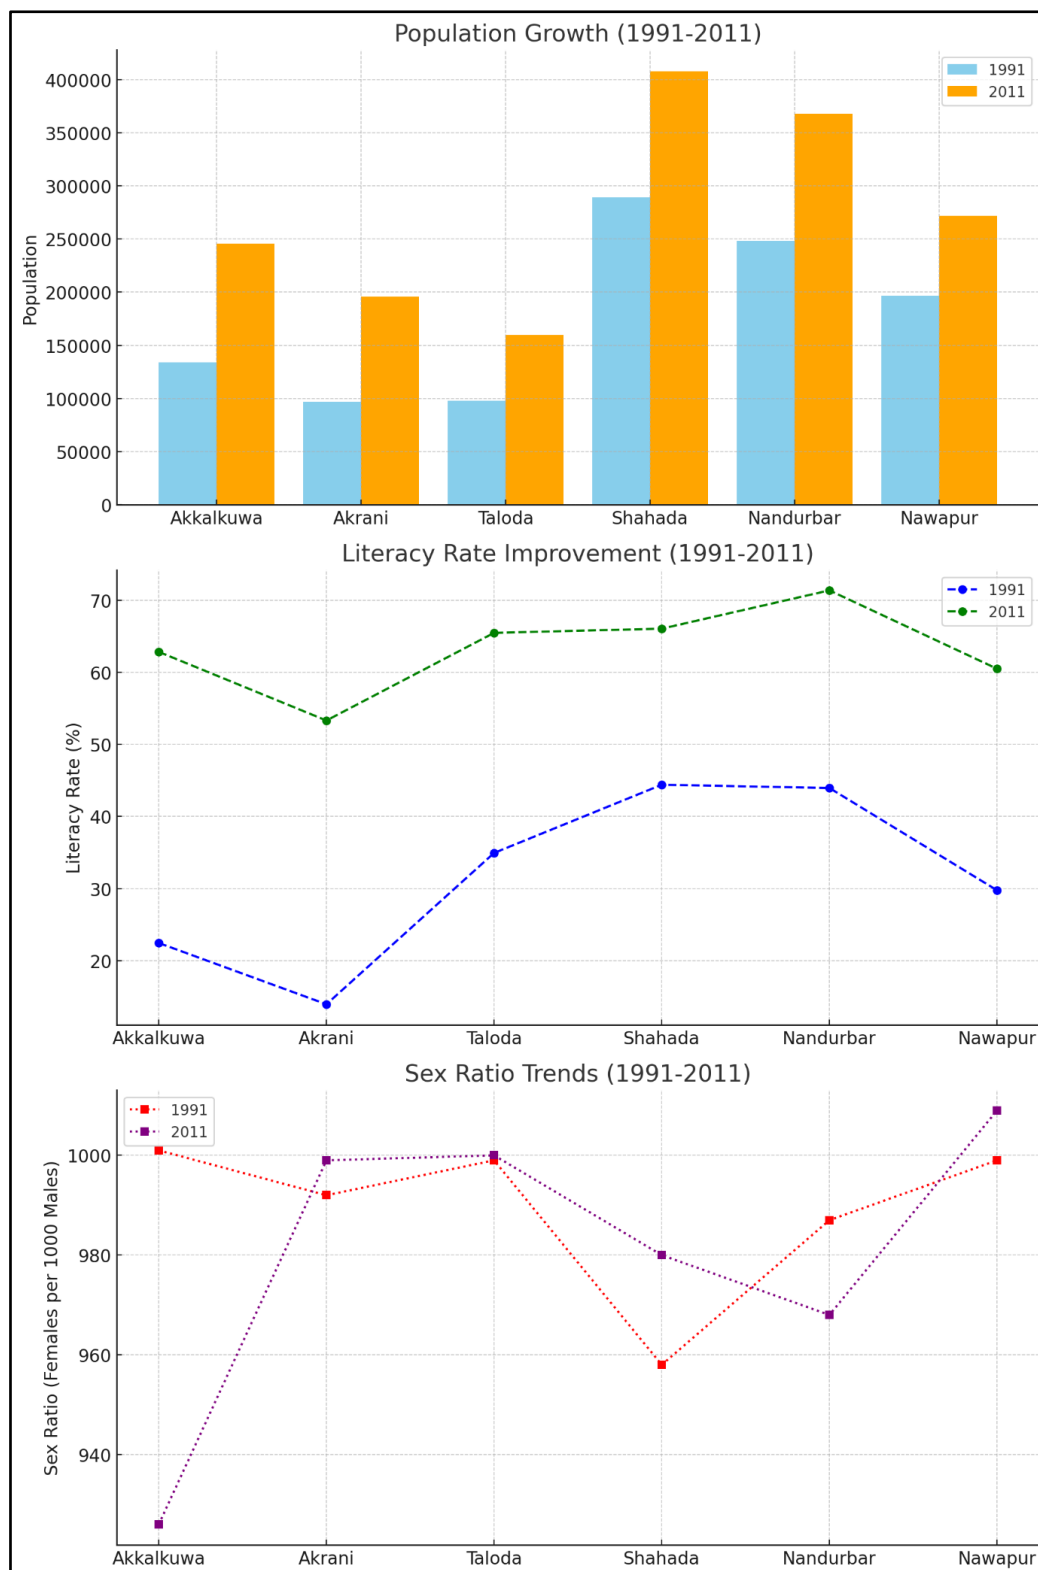 Population Growth (1991-2011)
1991
2011
400000
350000
300000
250000
200000
150000
100000
50000
0
Population
Akkalkuwa Akrani Taloda Shahada Nandurbar Nawapur
Literacy Rate Improvement (1991-2011)
1991
2011
70
60
50
40
30
20
Literacy Rate (%)
Akkalkuwa Akrani Taloda Shahada Nandurbar Nawapur
Sex Ratio Trends (1991-2011)
1991
2011
1000
980
960
940
Sex Ratio (Females per 1000 Males)
Akkalkuwa Akrani Taloda Shahada Nandurbar Nawapur